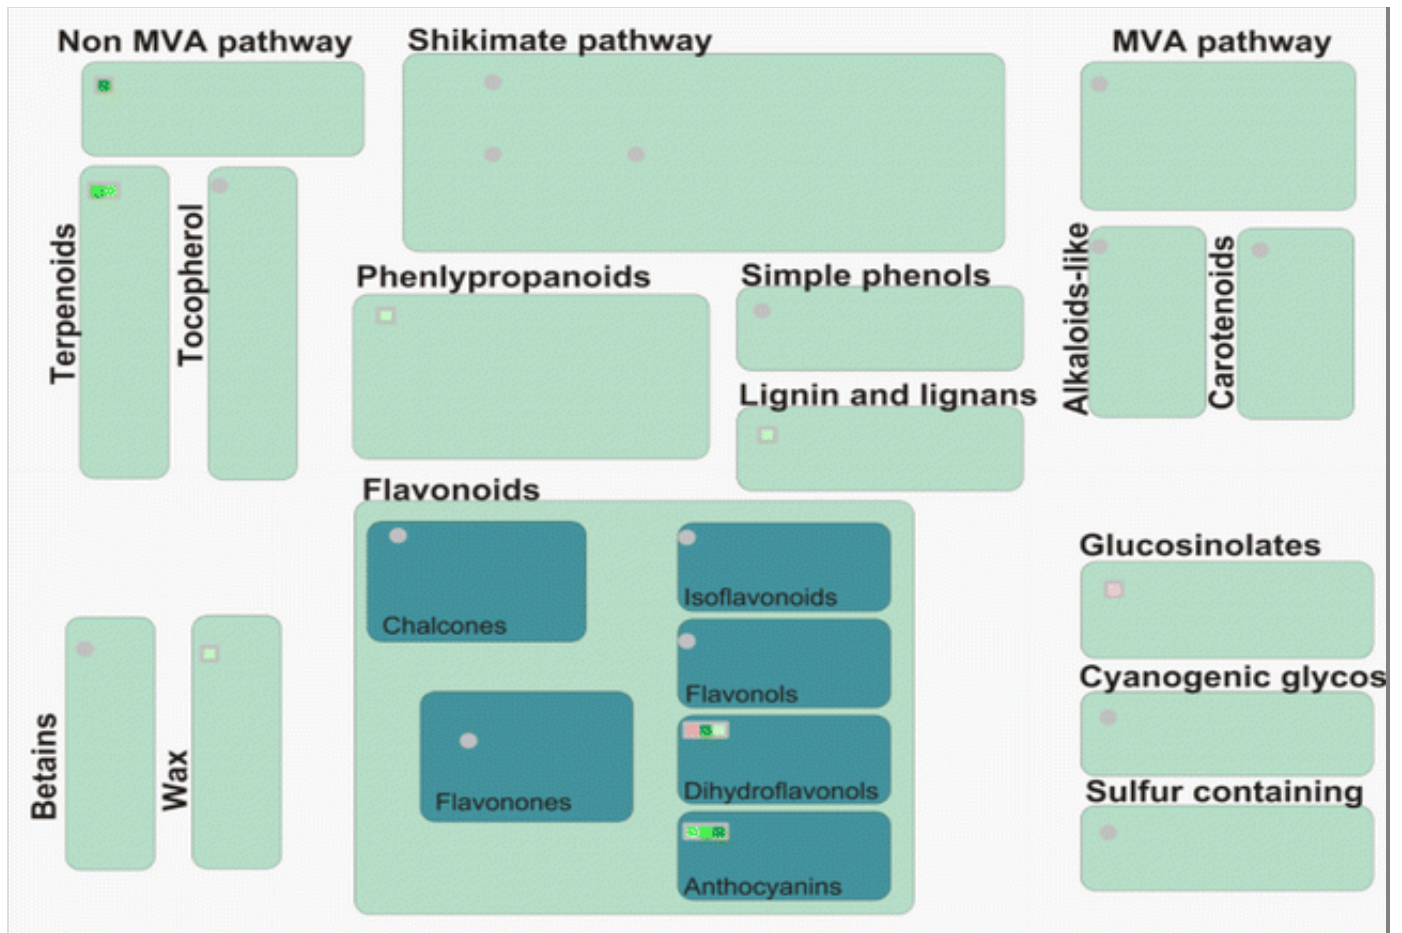 Non MVA pathway
Shikimate pathway
MVA pathway
Terpenoids
Tocopherol
Phenlypropanoids
Simple phenols
Alkaloids-like
Carotenoids
Lignin and lignans
Flavonoids
Chalcones
Isoflavonoids
Flavonols
Flavonones
Dihydroflavonols
Anthocyanins
Glucosinolates
Cyanogenic glycos
Sulfur containing
Betains
Wax